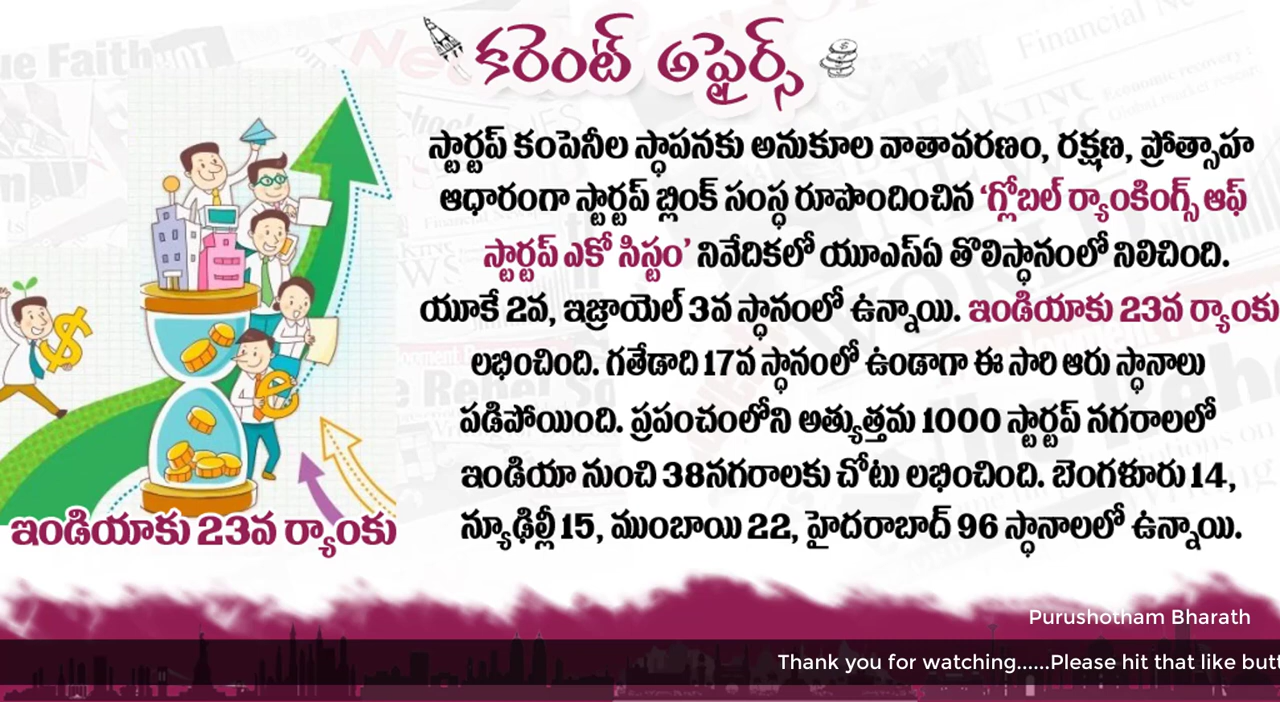 కరెంట్ అఫైర్స్
స్టార్టప్ కంపెనీల స్థాపనకు అనుకూల వాతావరణం, రక్షణ, ప్రోత్సాహ
ఆధారంగా స్టార్టప్ బ్లింక్ సంస్థ రూపొందించిన ‘గ్లోబల్ ర్యాంకింగ్స్ ఆఫ్
స్టార్టప్ ఎకో సిస్టం’ నివేదికలో యూఎస్ఏ తొలిస్థానంలో నిలిచింది.
యూకే 2వ, ఇజ్రాయెల్ 3వ స్థానంలో ఉన్నాయి. ఇండియాకు 23వ ర్యాంకు
లభించింది. గతేడాది 17వ స్థానంలో ఉండాగా ఈ సారి ఆరు స్థానాలు
పడిపోయింది. ప్రపంచంలోని అత్యుత్తమ 1000 స్టార్టప్ నగరాలలో
ఇండియా నుంచి 38నగరాలకు చోటు లభించింది. బెంగళూరు 14,
న్యూఢిల్లీ 15, ముంబాయి 22, హైదరాబాద్ 96 స్థానాలలో ఉన్నాయి.
ఇండియాకు 23వ ర్యాంకు
Purushotham Bharath
Thank you for watching......Please hit that like butt